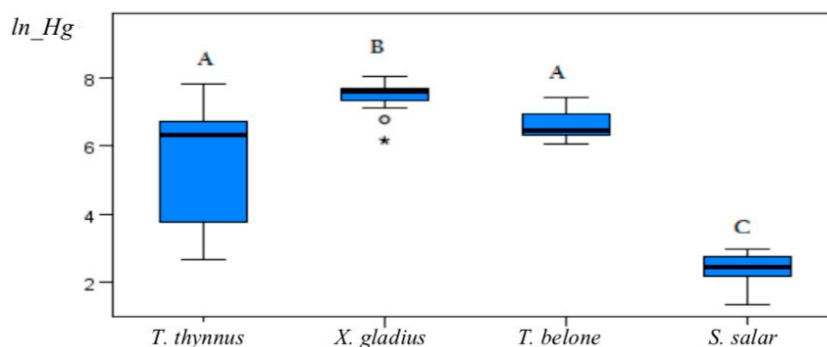 ln_Hg
A
B
A
C
8
6
4
2
T. thynnus
X. gladius
T. belone
S. salar